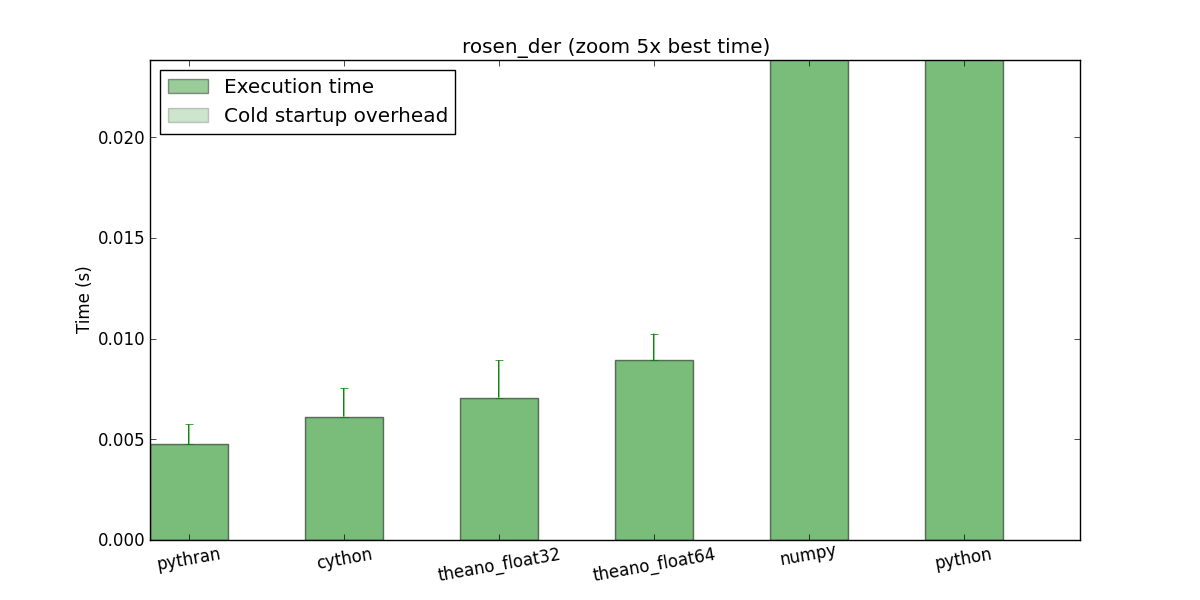 rosen_der (zoom 5x best time)
Execution time
Cold startup overhead
Time (s)
0.020
0.015
0.010
0.005
0.000
pythran
cython
theano_float32
theano_float64
numpy
python